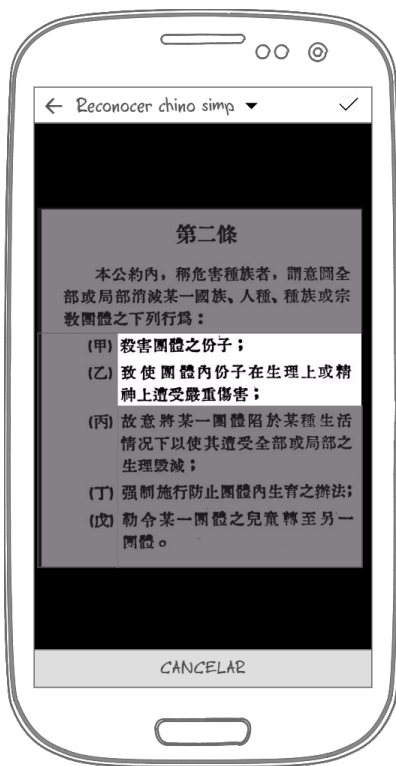 ← Reconocer chino simp ▼ ✓
第二條
本公約內，稱危害種族者，謂意圖全
部或局部消滅某一國族、人種、種族或宗
教團體之下列行爲：
(甲) 殺害團體之份子；
(乙) 致使團體內份子在生理上或精
神上遭受嚴重傷害；
(丙) 故意將某一團體陷於某種生活
情況下以使其遭受全部或局部之
生理毀滅；
(丁) 强制施行防止團體內生育之辦法；
(戊) 勒令某一團體之兒童轉至另一
團體。
CANCELAR